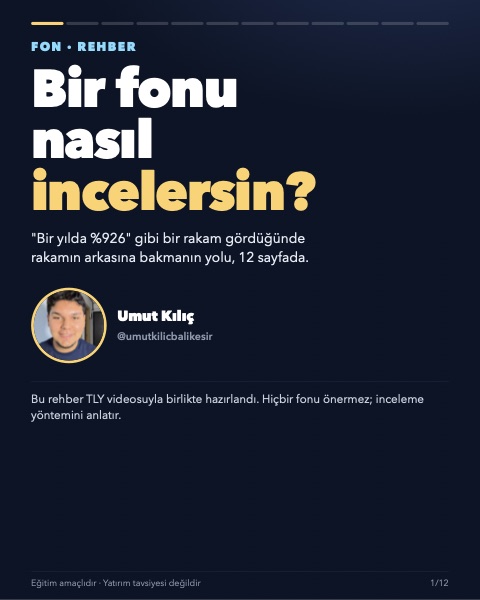 FON • REHBER
Bir fonu
nasıl
incelersin?
"Bir yılda %926" gibi bir rakam gördüğünde
rakamın arkasına bakmanın yolu, 12 sayfada.
Umut Kılıç
@umutkilicbalikesir
Bu rehber TLY videosuyla birlikte hazırlandı. Hiçbir fonu önermez; inceleme
yöntemini anlatır.
Eğitim amaçlıdır · Yatırım tavsiyesi değildir
1/12